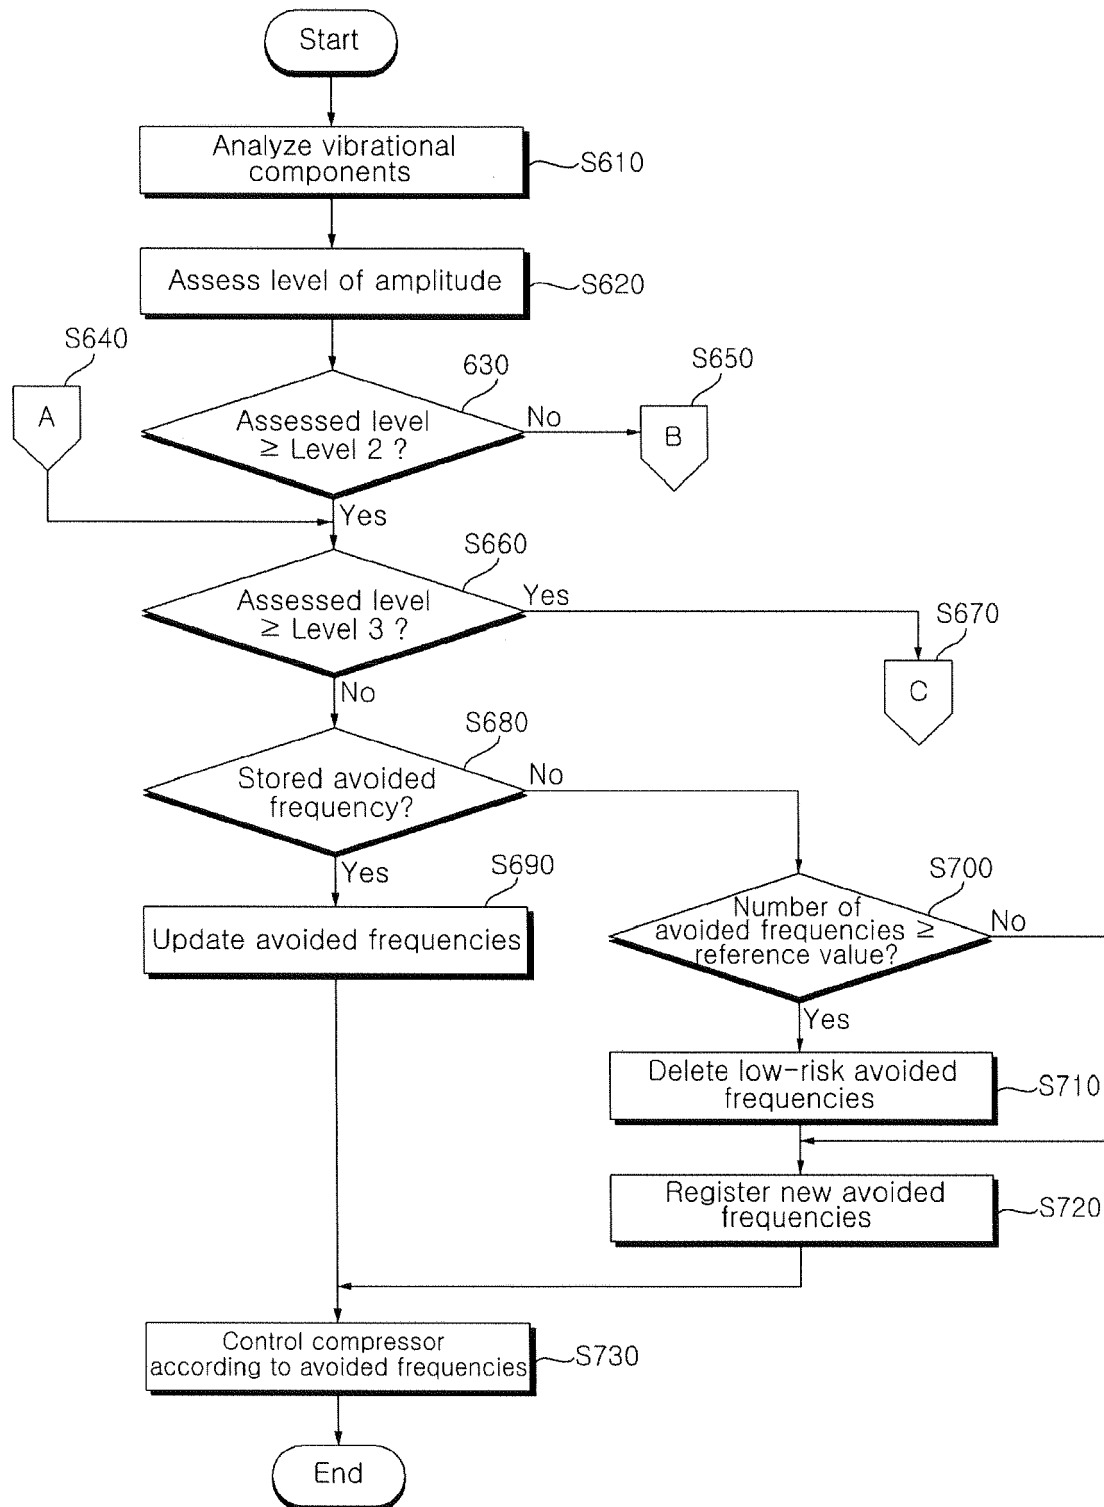 Start
Analyze vibrational
components
S610
Assess level of amplitude
S620
S640
A
630
Assessed level
≥ Level 2 ?
No
S650
B
Yes
S660
Assessed level
≥ Level 3 ?
Yes
S670
C
No
S680
Stored avoided
frequency?
No
Yes
S690
Update avoided frequencies
S700
Number of
avoided frequencies ≥
reference value?
No
Yes
Delete low-risk avoided
frequencies
S710
Register new avoided
frequencies
S720
Control compressor
according to avoided frequencies
S730
End